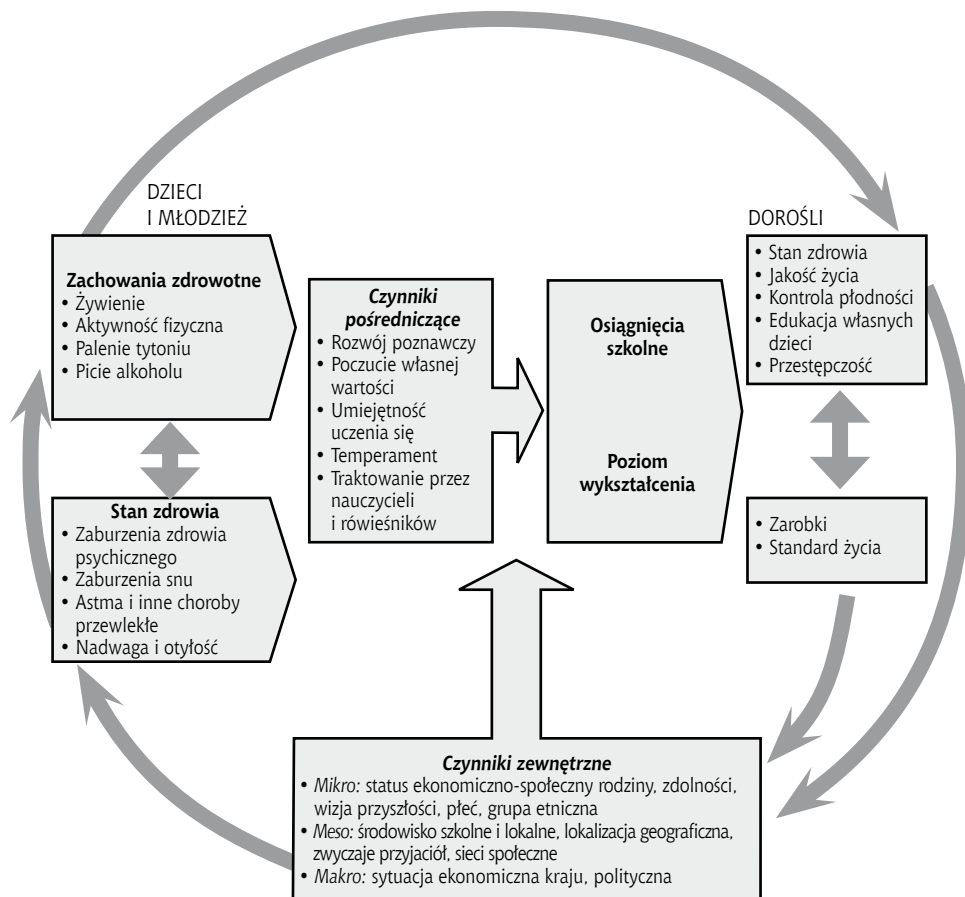 DZIECI
I MŁODZIEŻ
Zachowania zdrowotne
• Żywienie
• Aktywność fizyczna
• Palenie tytoniu
• Picie alkoholu
Stan zdrowia
• Zaburzenia zdrowia
psychicznego
• Zaburzenia snu
• Astma i inne choroby
przewlekłe
• Nadwaga i otyłość
Czynniki
pośredniczące
• Rozwój poznawczy
• Poczucie własnej
wartości
• Umiejętność
uczenia się
• Temperament
• Traktowanie przez
nauczycieli
i rówieśników
Osiągnięcia
szkolne
Poziom
wykształcenia
DOROŚLI
• Stan zdrowia
• Jakość życia
• Kontrola płodności
• Edukacja własnych
dzieci
• Przestępczość
• Zarobki
• Standard życia
Czynniki zewnętrzne
• Mikro: status ekonomiczno-społeczny rodziny, zdolności,
wizja przyszłości, płeć, grupa etniczna
• Meso: środowisko szkolne i lokalne, lokalizacja geograficzna,
zwyczaje przyjaciół, sieci społeczne
• Makro: sytuacja ekonomiczna kraju, polityczna